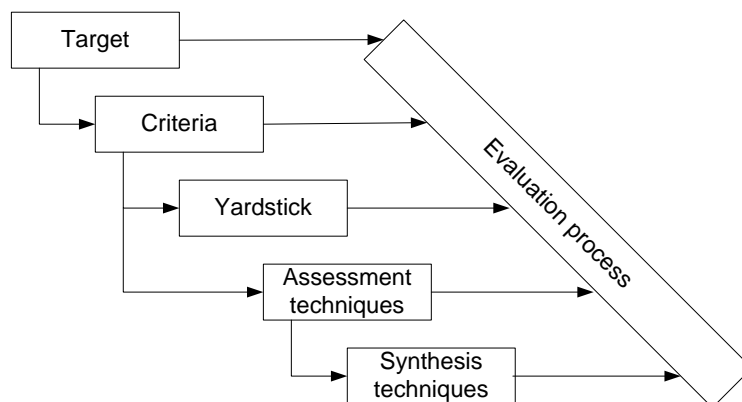 Target
Criteria
Yardstick
Assessment
techniques
Synthesis
techniques
Evaluation process